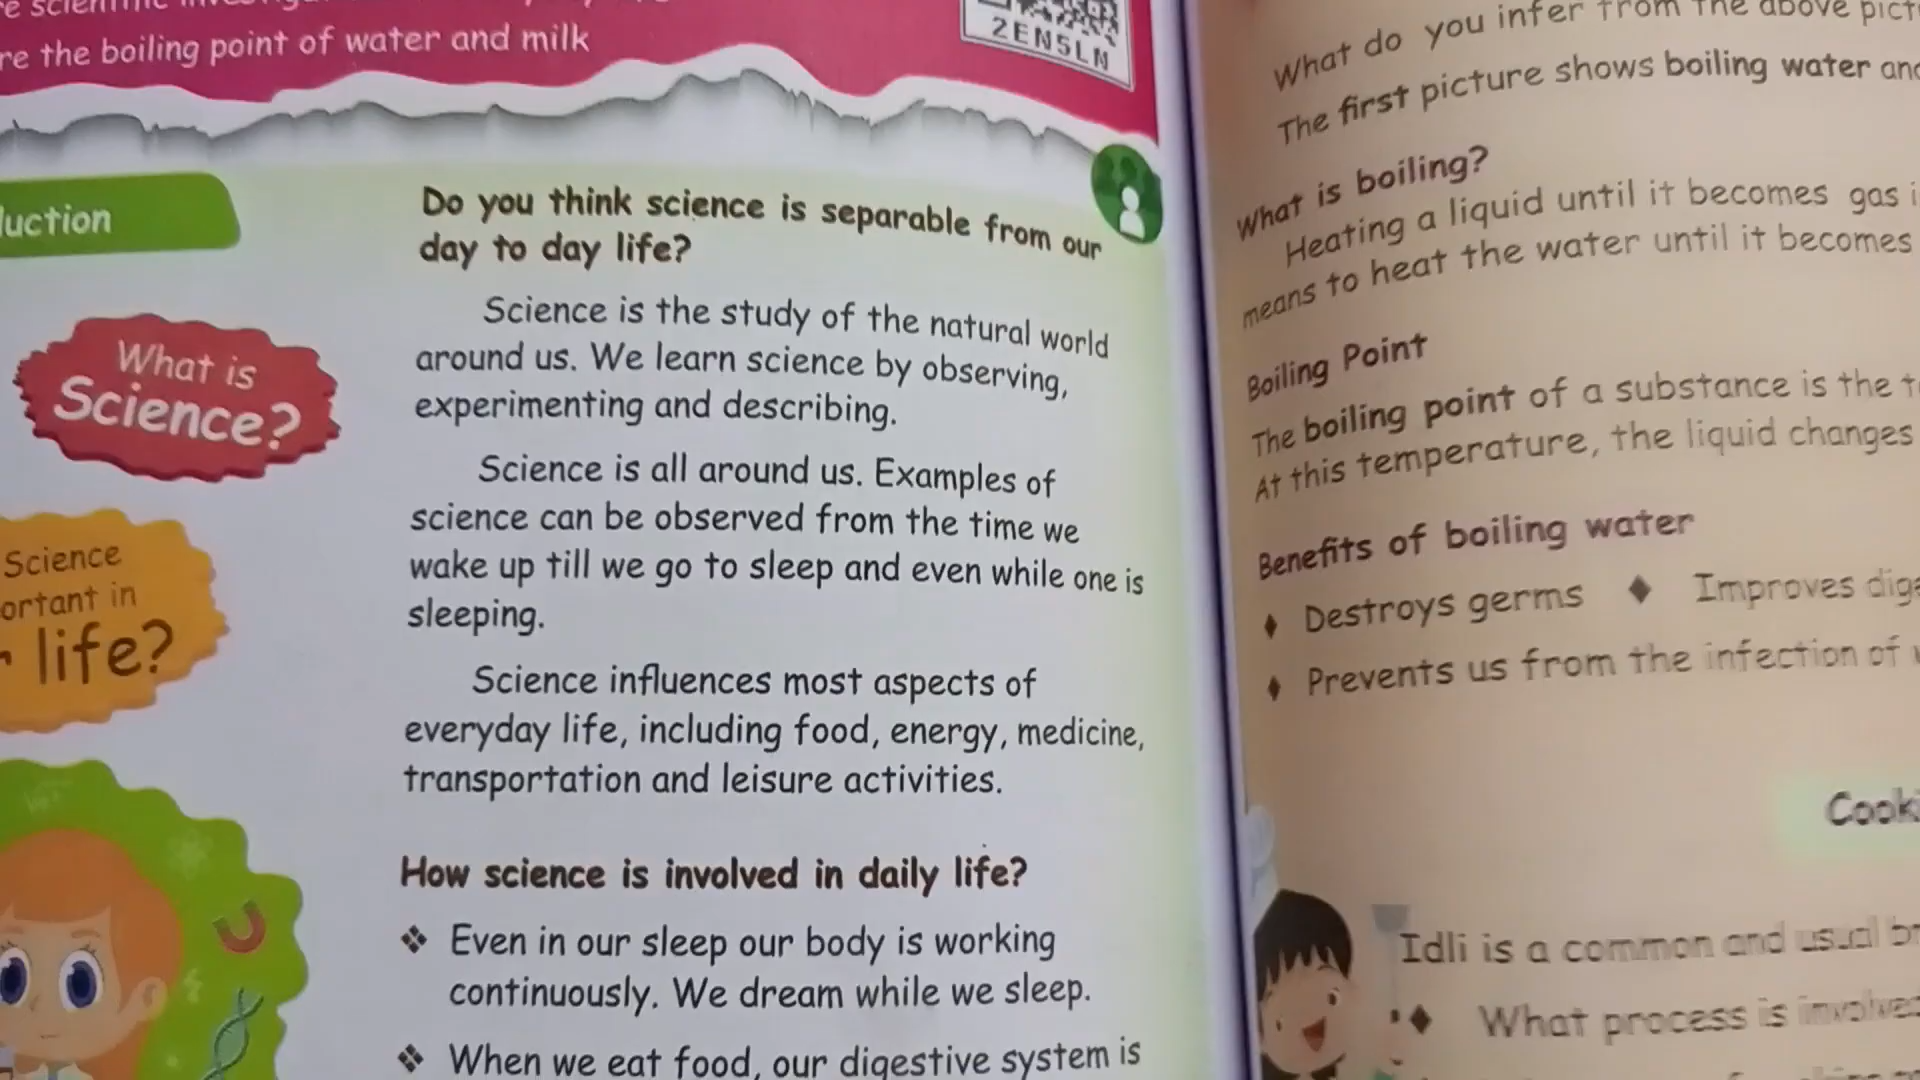 re the boiling point of water and milk
2EN5LN
Do you think science is separable from our
day to day life?
What is
Science?
Science is the study of the natural world
around us. We learn science by observing,
experimenting and describing.
Science
life?
Science is all around us. Examples of
science can be observed from the time we
wake up till we go to sleep and even while one is
sleeping.
Science influences most aspects of
everyday life, including food, energy, medicine,
transportation and leisure activities.
How science is involved in daily life?
❖ Even in our sleep our body is working
continuously. We dream while we sleep.
❖ When we eat food, our digestive system is
What do you infer from the above
The first picture shows boiling water and
What is boiling?
Heating a liquid until it becomes gas
means to heat the water until it becomes
Boiling Point
The boiling point of a substance is the
At this temperature, the liquid changes
Benefits of boiling water
♦ Destroys germs ♦ Improves
♦ Prevents us from the infection of
Idli is a common and usual
♦ What process is involved